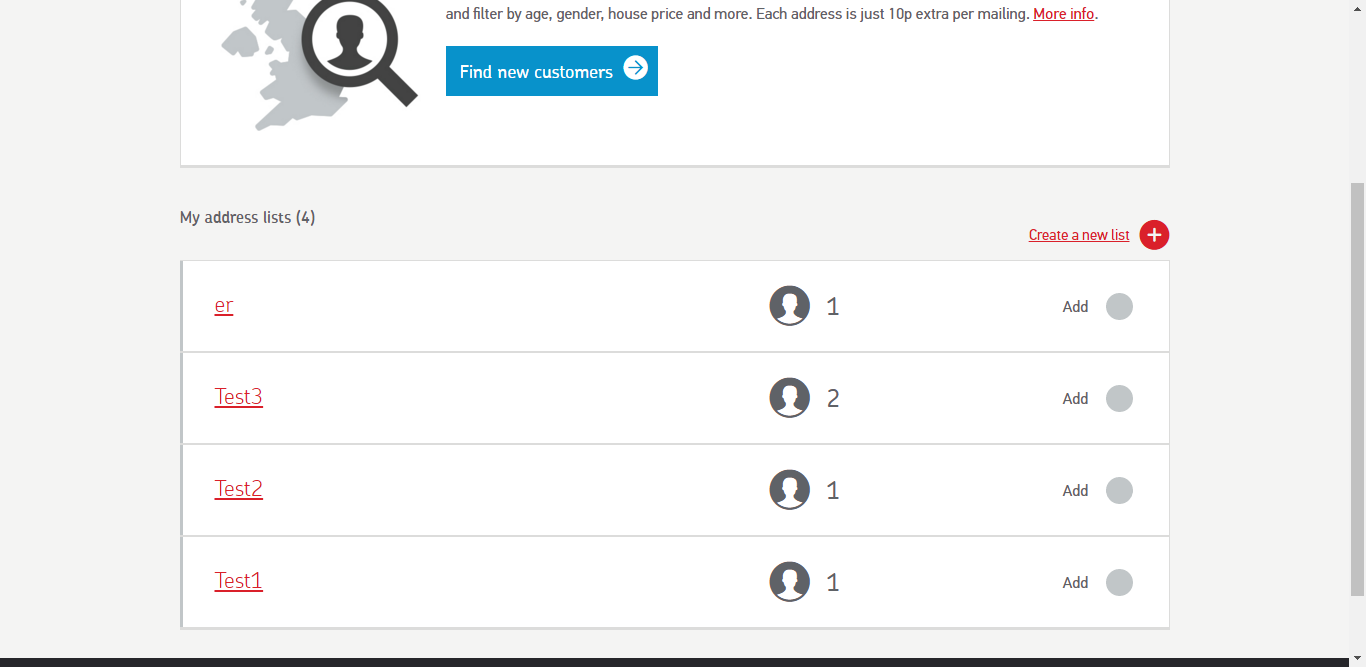 and filter by age, gender, house price and more. Each address is just 10p extra per mailing. More info.
Find new customers
My address lists (4)
Create a new list
er 1 Add
Test3 2 Add
Test2 1 Add
Test1 1 Add